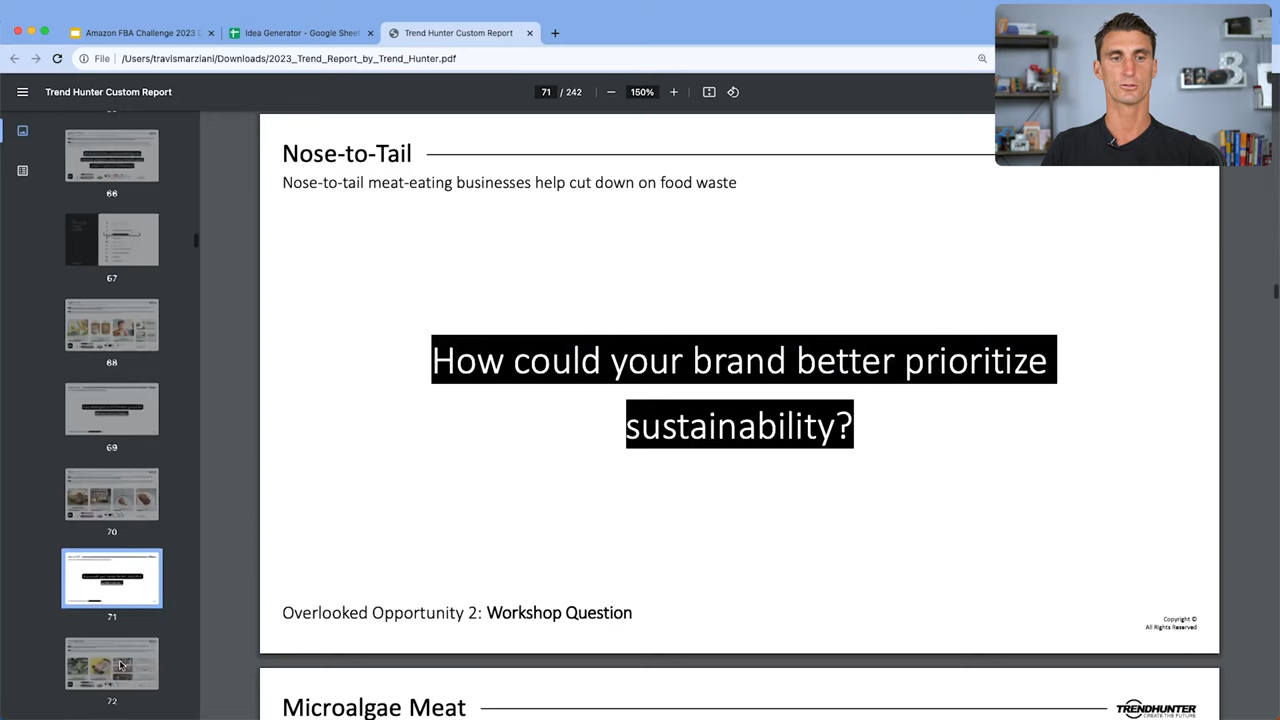 Amazon FBA Challenge 2023 E
Idea Generator - Google Sheet
Trend Hunter Custom Report
File
/Users/travismarziani/Downloads/2023_Trend_Report_by_Trend_Hunter.pdf
Trend Hunter Custom Report
71 / 242
150%
66
67
68
69
70
71
72
Nose-to-Tail
Nose-to-tail meat-eating businesses help cut down on food waste
How could your brand better prioritize
sustainability?
Overlooked Opportunity 2: Workshop Question
Copyright ©
All Rights Reserved
Microalgae Meat
TRENDHUNTER
CREATE THE FUTURE
B